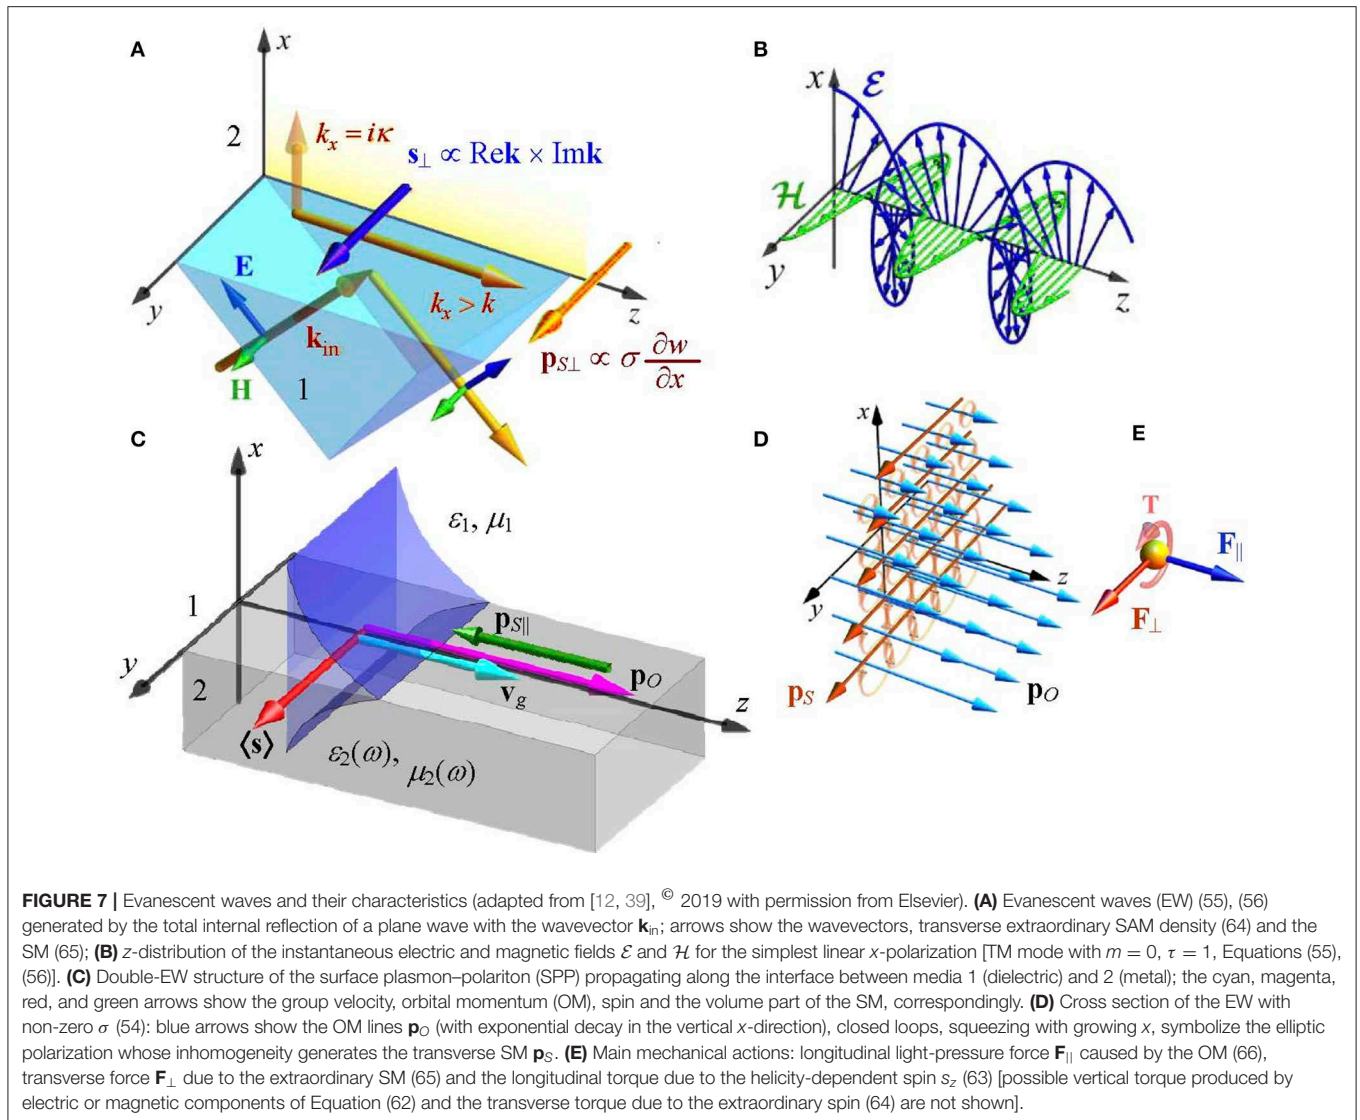 A
x
2
k_x = iκ
s_⊥ ∝ Rek × Imk
E
y
k_x > k
z
k_in
H
1
p_S⊥ ∝ σ ∂w/∂x
B
x
ℰ
ℋ
y
z
C
x
ε₁, μ₁
1
p_S∥
y
2
v_g
p_O
z
⟨s⟩
ε₂(ω), μ₂(ω)
D
x
z
y
p_S
p_O
E
T
F_∥
F_⊥
FIGURE 7 | Evanescent waves and their characteristics (adapted from [12, 39], © 2019 with permission from Elsevier). (A) Evanescent waves (EW) (55), (56)
generated by the total internal reflection of a plane wave with the wavevector k_in; arrows show the wavevectors, transverse extraordinary SAM density (64) and the
SM (65); (B) z-distribution of the instantaneous electric and magnetic fields ℰ and ℋ for the simplest linear x-polarization [TM mode with m = 0, τ = 1, Equations (55),
(56)]. (C) Double-EW structure of the surface plasmon–polariton (SPP) propagating along the interface between media 1 (dielectric) and 2 (metal); the cyan, magenta,
red, and green arrows show the group velocity, orbital momentum (OM), spin and the volume part of the SM, correspondingly. (D) Cross section of the EW with
non-zero σ (54): blue arrows show the OM lines p_O (with exponential decay in the vertical x-direction), closed loops, squeezing with growing x, symbolize the elliptic
polarization whose inhomogeneity generates the transverse SM p_S. (E) Main mechanical actions: longitudinal light-pressure force F_∥ caused by the OM (66),
transverse force F_⊥ due to the extraordinary SM (65) and the longitudinal torque due to the helicity-dependent spin s_z (63) [possible vertical torque produced by
electric or magnetic components of Equation (62) and the transverse torque due to the extraordinary spin (64) are not shown].